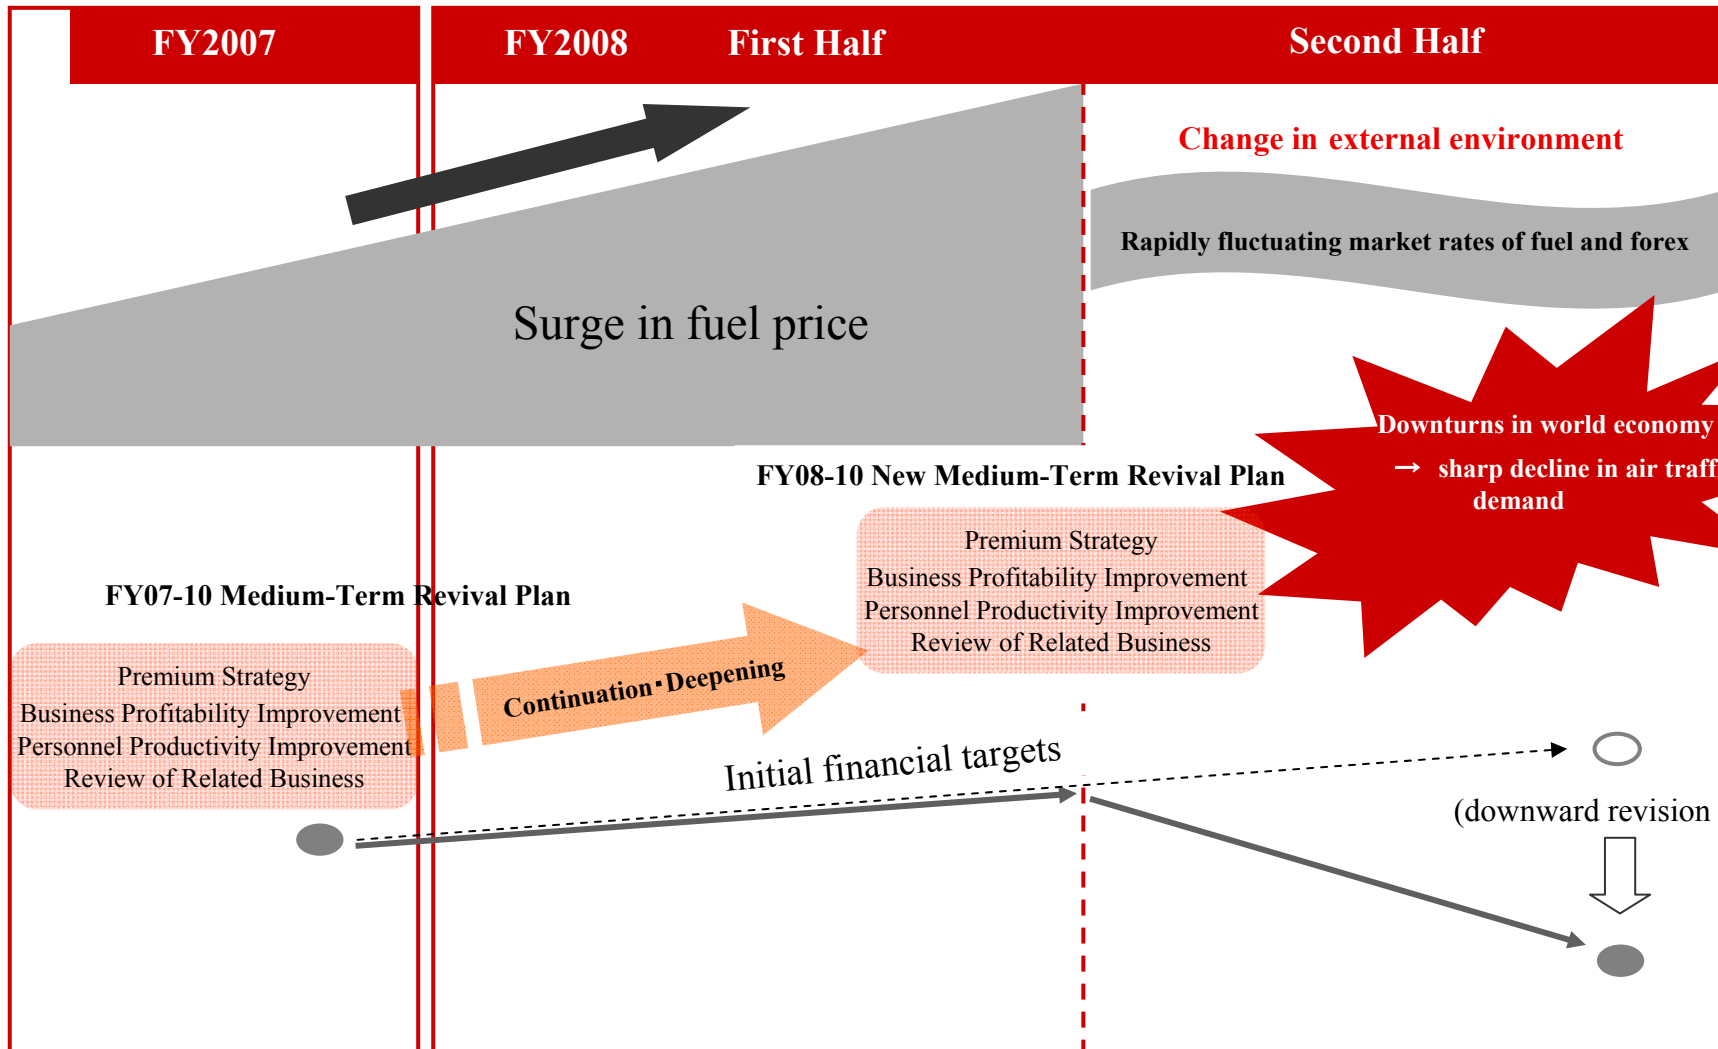 FY2007
FY2008 First Half
Second Half
Change in external environment
Rapidly fluctuating market rates of fuel and forex
Surge in fuel price
Downturns in world economy
→ sharp decline in air traff
demand
FY08-10 New Medium-Term Revival Plan
Premium Strategy
Business Profitability Improvement
Personnel Productivity Improvement
Review of Related Business
FY07-10 Medium-Term Revival Plan
Premium Strategy
Business Profitability Improvement
Personnel Productivity Improvement
Review of Related Business
Continuation・Deepening
Initial financial targets
(downward revision